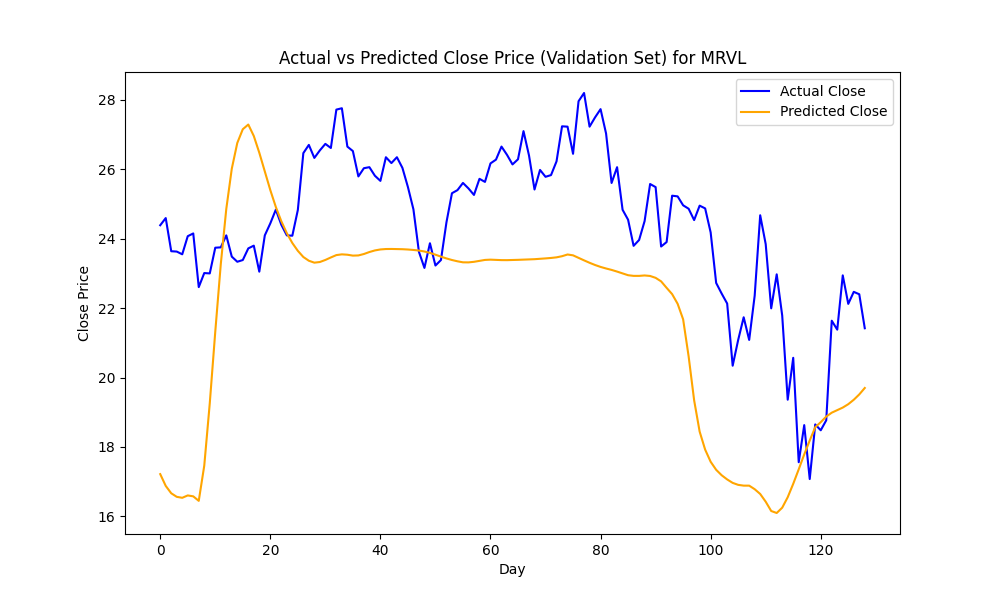 Actual vs Predicted Close Price (Validation Set) for MRVL
Actual Close
Predicted Close
Close Price
28
26
24
22
20
18
16
0 20 40 60 80 100 120
Day